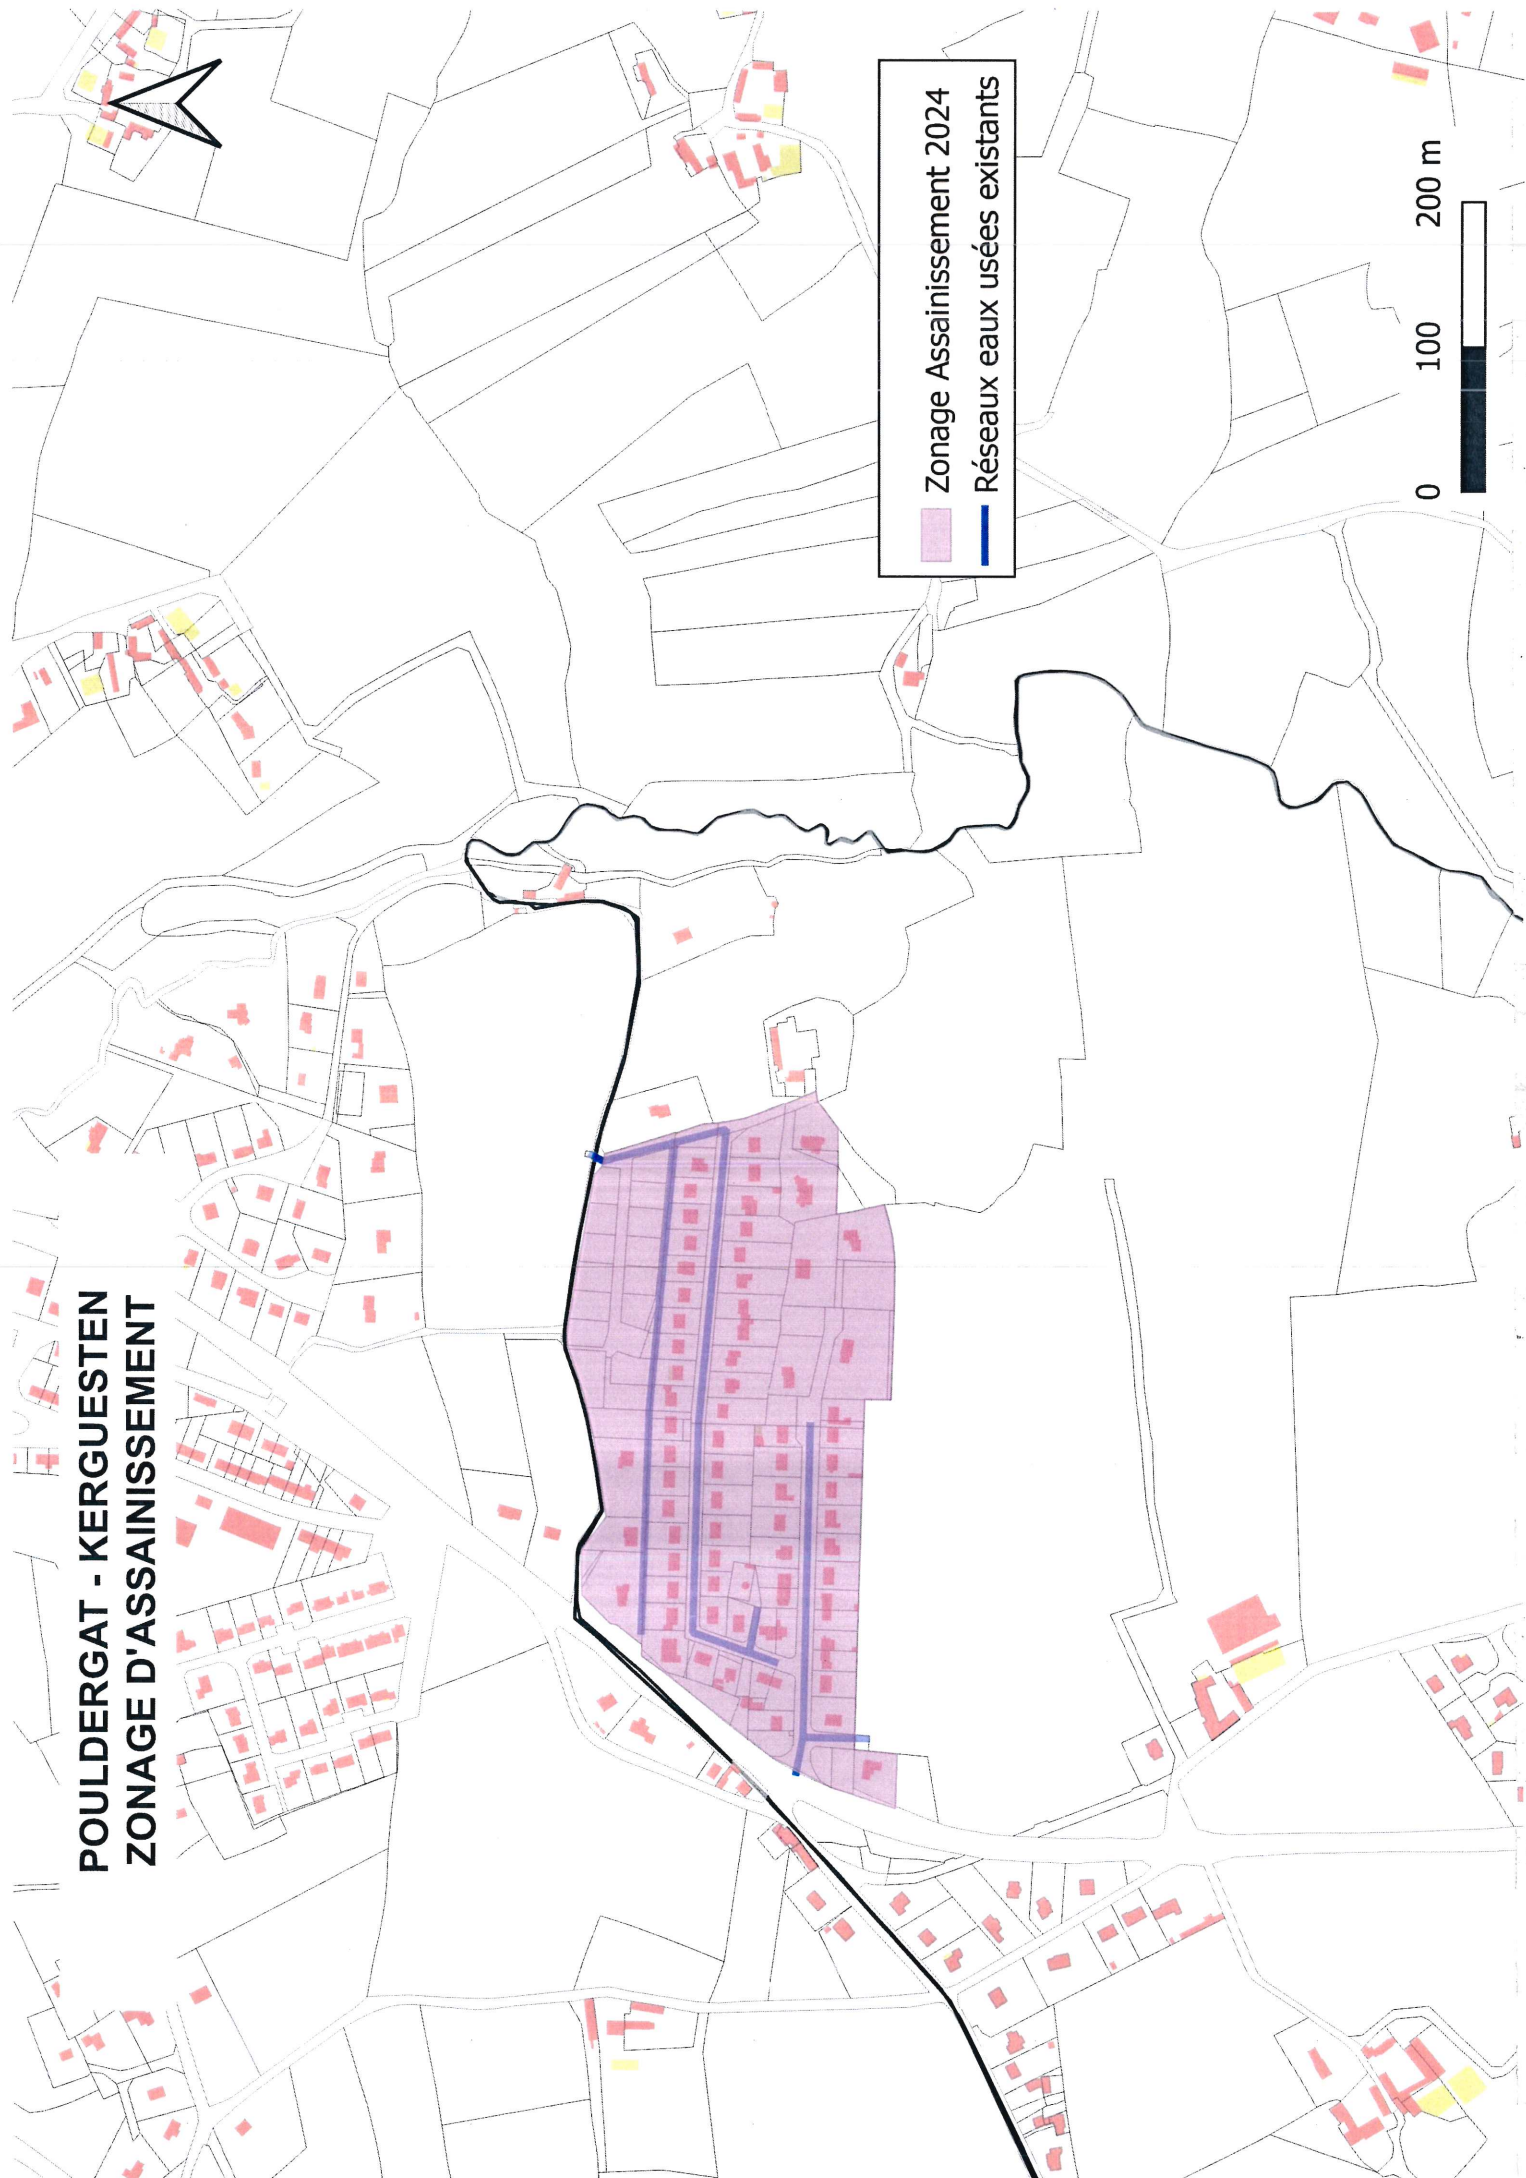 POULDERGAT - KERGUESTEN
ZONAGE D'ASSAINISSEMENT
Zonage Assainissement 2024
Réseaux eaux usées existants
0 100 200 m